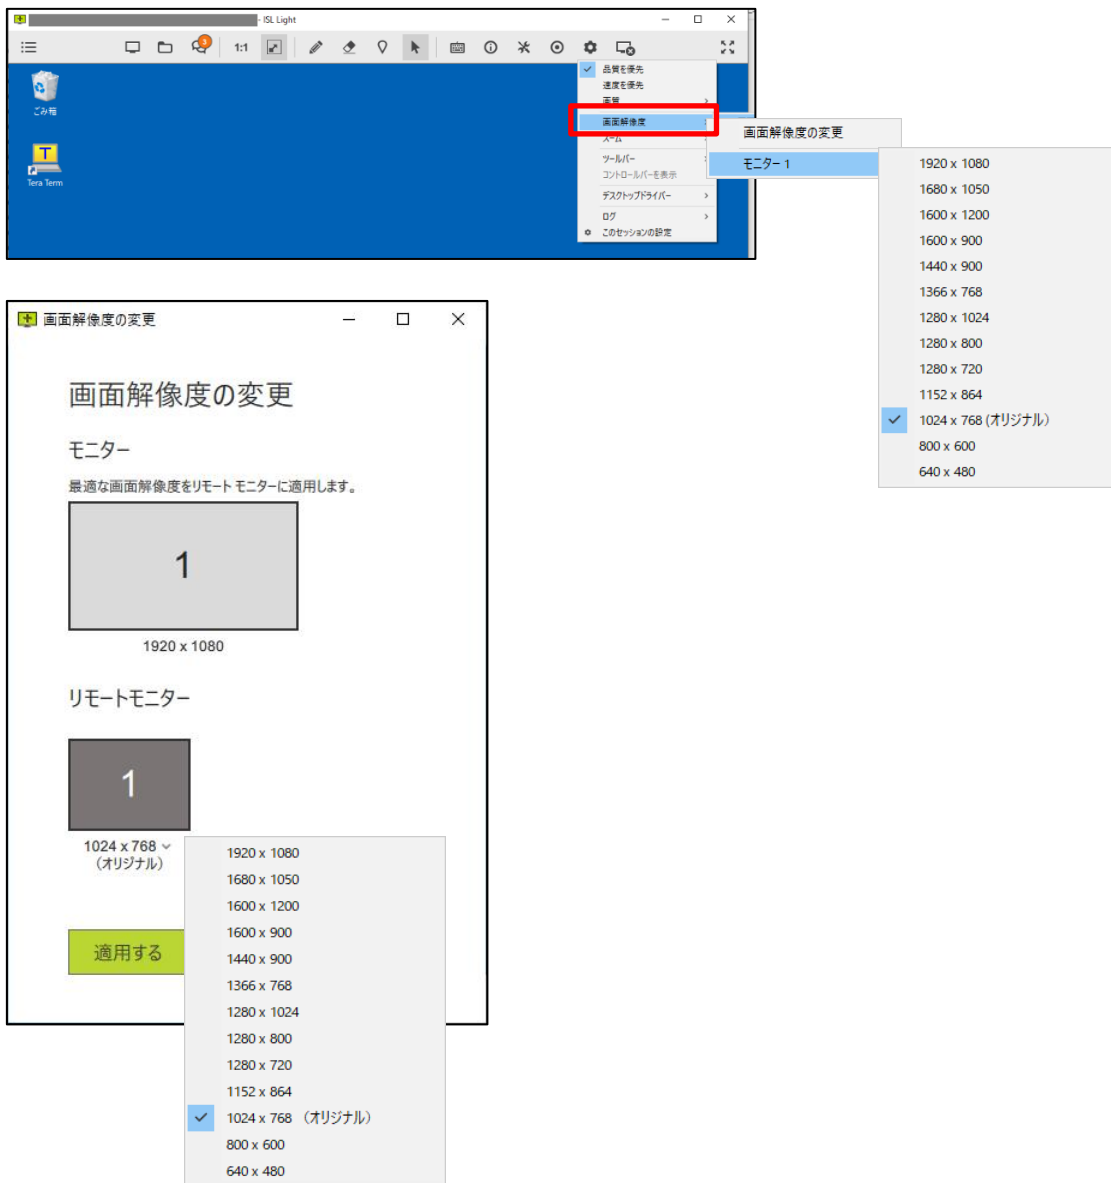 - ISL Light
3
1:1
ごみ箱
Tera Term
品質を優先
速度を優先
画質
画面解像度
ズーム
ツールバー
コントロールバーを表示
デスクトップドライバー
ログ
このセッションの設定
画面解像度の変更
モニター 1
1920 x 1080
1680 x 1050
1600 x 1200
1600 x 900
1440 x 900
1366 x 768
1280 x 1024
1280 x 800
1280 x 720
1152 x 864
1024 x 768 (オリジナル)
800 x 600
640 x 480
画面解像度の変更
画面解像度の変更
モニター
最適な画面解像度をリモート モニターに適用します。
1
1920 x 1080
リモートモニター
1
1024 x 768
（オリジナル）
適用する
1920 x 1080
1680 x 1050
1600 x 1200
1600 x 900
1440 x 900
1366 x 768
1280 x 1024
1280 x 800
1280 x 720
1152 x 864
1024 x 768 （オリジナル）
800 x 600
640 x 480